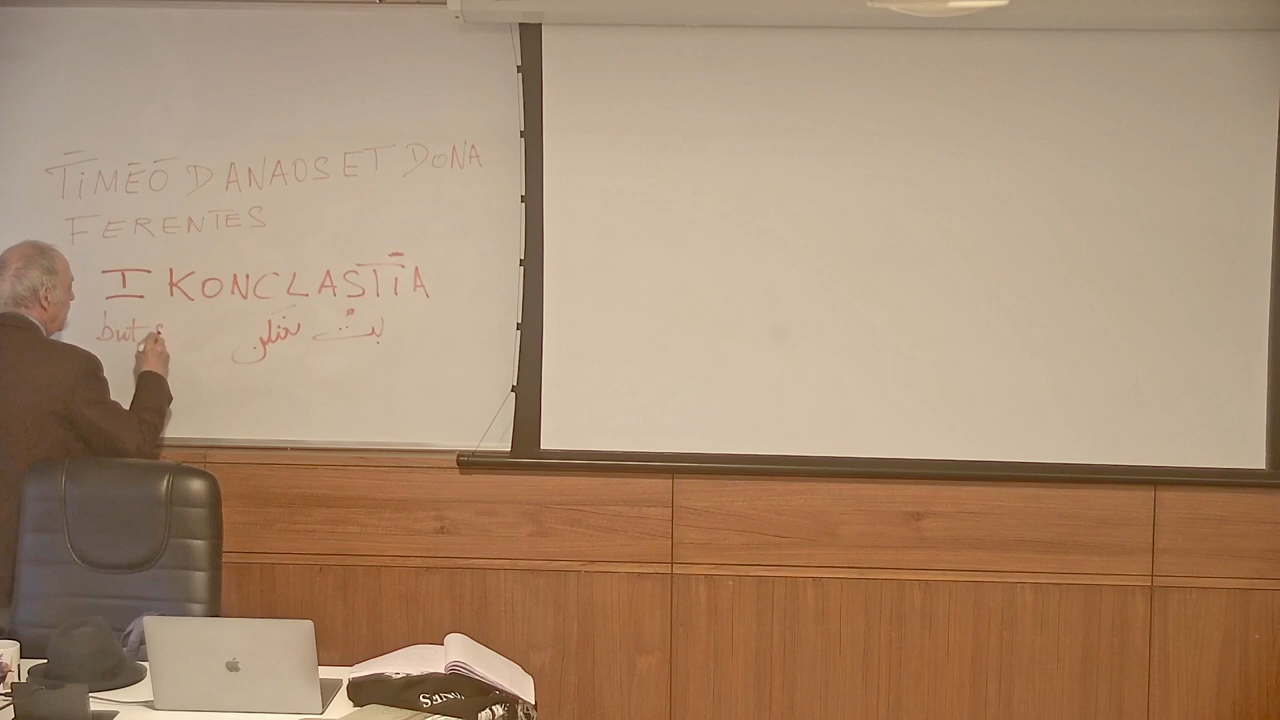 TIMEO DANAOS ET DONA
FERENTES
IKONCLASTIA
but بت شکن